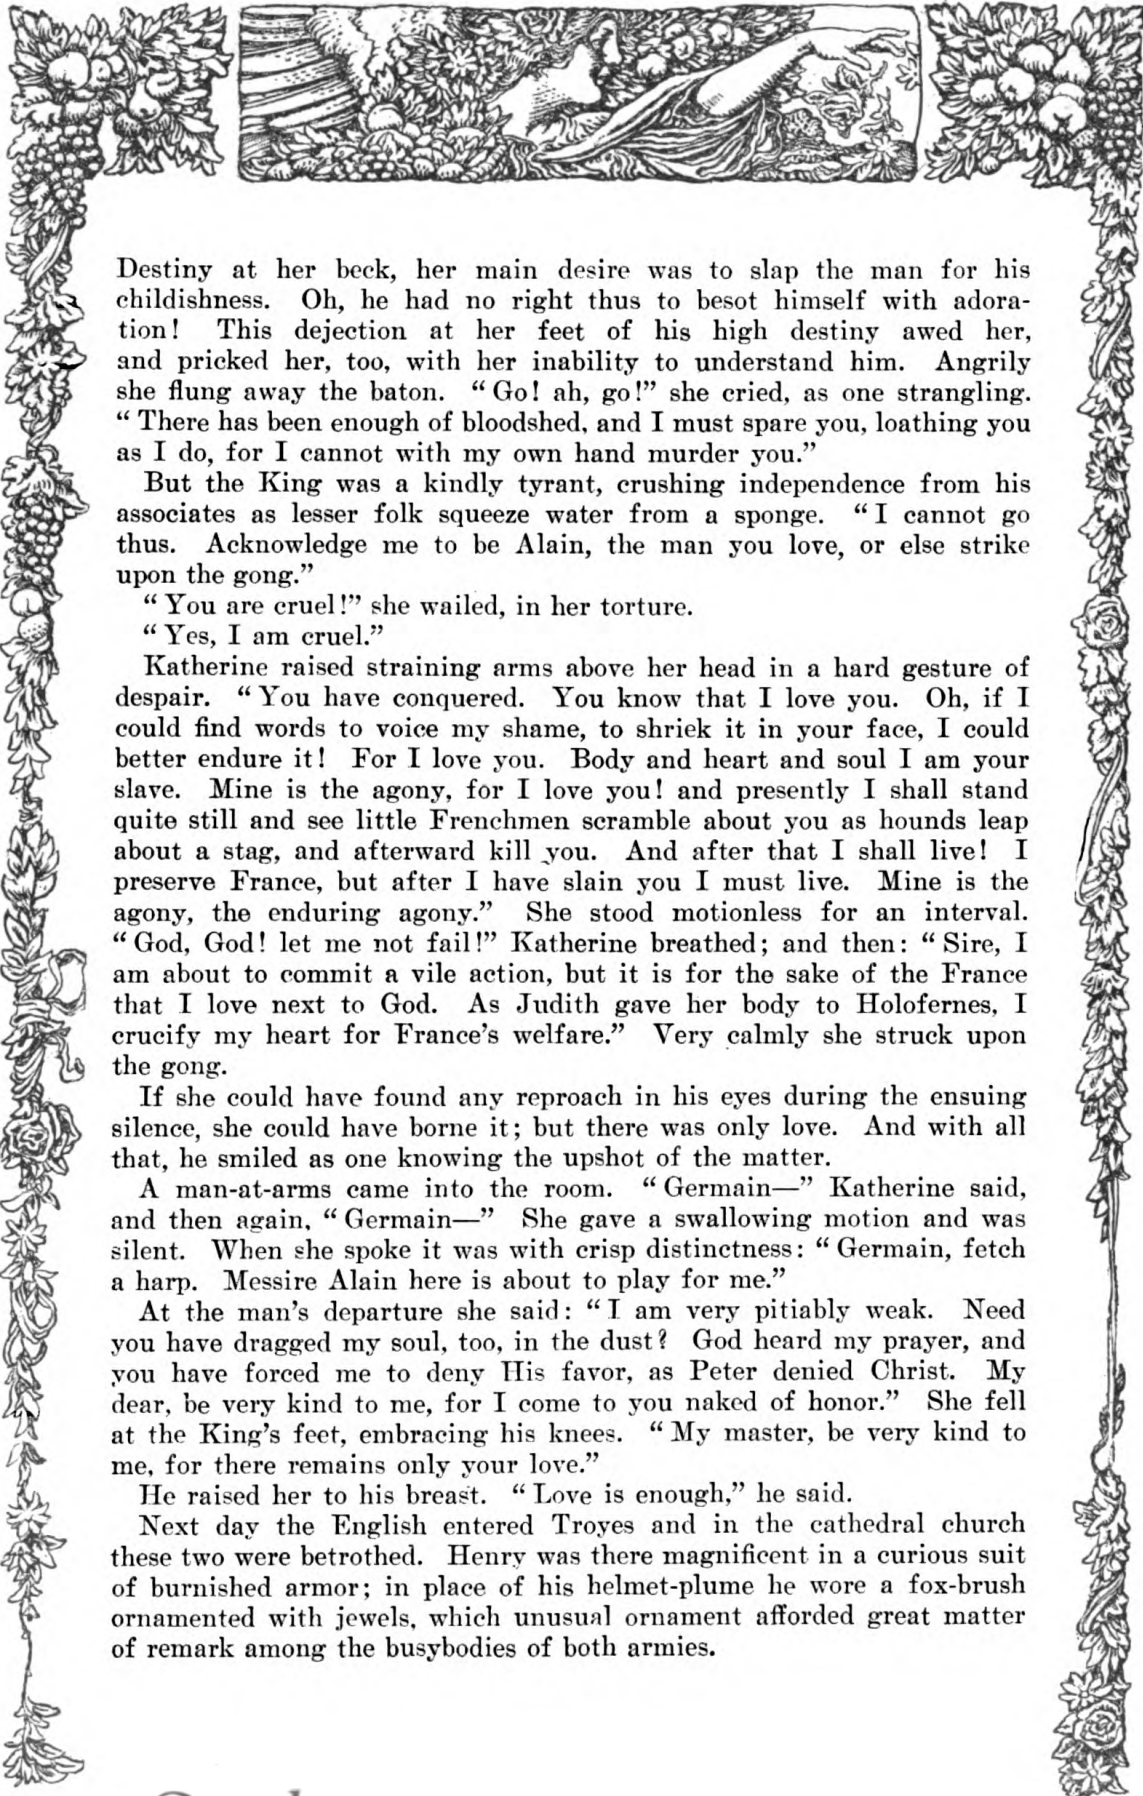 Destiny at her beck, her main desire was to slap the man for his
childishness. Oh, he had no right thus to besot himself with adora-
tion! This dejection at her feet of his high destiny awed her,
and pricked her, too, with her inability to understand him. Angrily
she flung away the baton. "Go! ah, go!" she cried, as one strangling.
"There has been enough of bloodshed, and I must spare you, loathing you
as I do, for I cannot with my own hand murder you."
But the King was a kindly tyrant, crushing independence from his
associates as lesser folk squeeze water from a sponge. "I cannot go
thus. Acknowledge me to be Alain, the man you love, or else strike
upon the gong."
"You are cruel!" she wailed, in her torture.
"Yes, I am cruel."
Katherine raised straining arms above her head in a hard gesture of
despair. "You have conquered. You know that I love you. Oh, if I
could find words to voice my shame, to shriek it in your face, I could
better endure it! For I love you. Body and heart and soul I am your
slave. Mine is the agony, for I love you! and presently I shall stand
quite still and see little Frenchmen scramble about you as hounds leap
about a stag, and afterward kill you. And after that I shall live! I
preserve France, but after I have slain you I must live. Mine is the
agony, the enduring agony." She stood motionless for an interval.
"God, God! let me not fail!" Katherine breathed; and then: "Sire, I
am about to commit a vile action, but it is for the sake of the France
that I love next to God. As Judith gave her body to Holofernes, I
crucify my heart for France's welfare." Very calmly she struck upon
the gong.
If she could have found any reproach in his eyes during the ensuing
silence, she could have borne it; but there was only love. And with all
that, he smiled as one knowing the upshot of the matter.
A man-at-arms came into the room. "Germain—" Katherine said,
and then again, "Germain—" She gave a swallowing motion and was
silent. When she spoke it was with crisp distinctness: "Germain, fetch
a harp. Messire Alain here is about to play for me."
At the man's departure she said: "I am very pitiably weak. Need
you have dragged my soul, too, in the dust? God heard my prayer, and
you have forced me to deny His favor, as Peter denied Christ. My
dear, be very kind to me, for I come to you naked of honor." She fell
at the King's feet, embracing his knees. "My master, be very kind to
me, for there remains only your love."
He raised her to his breast. "Love is enough," he said.
Next day the English entered Troyes and in the cathedral church
these two were betrothed. Henry was there magnificent in a curious suit
of burnished armor; in place of his helmet-plume he wore a fox-brush
ornamented with jewels, which unusual ornament afforded great matter
of remark among the busybodies of both armies.